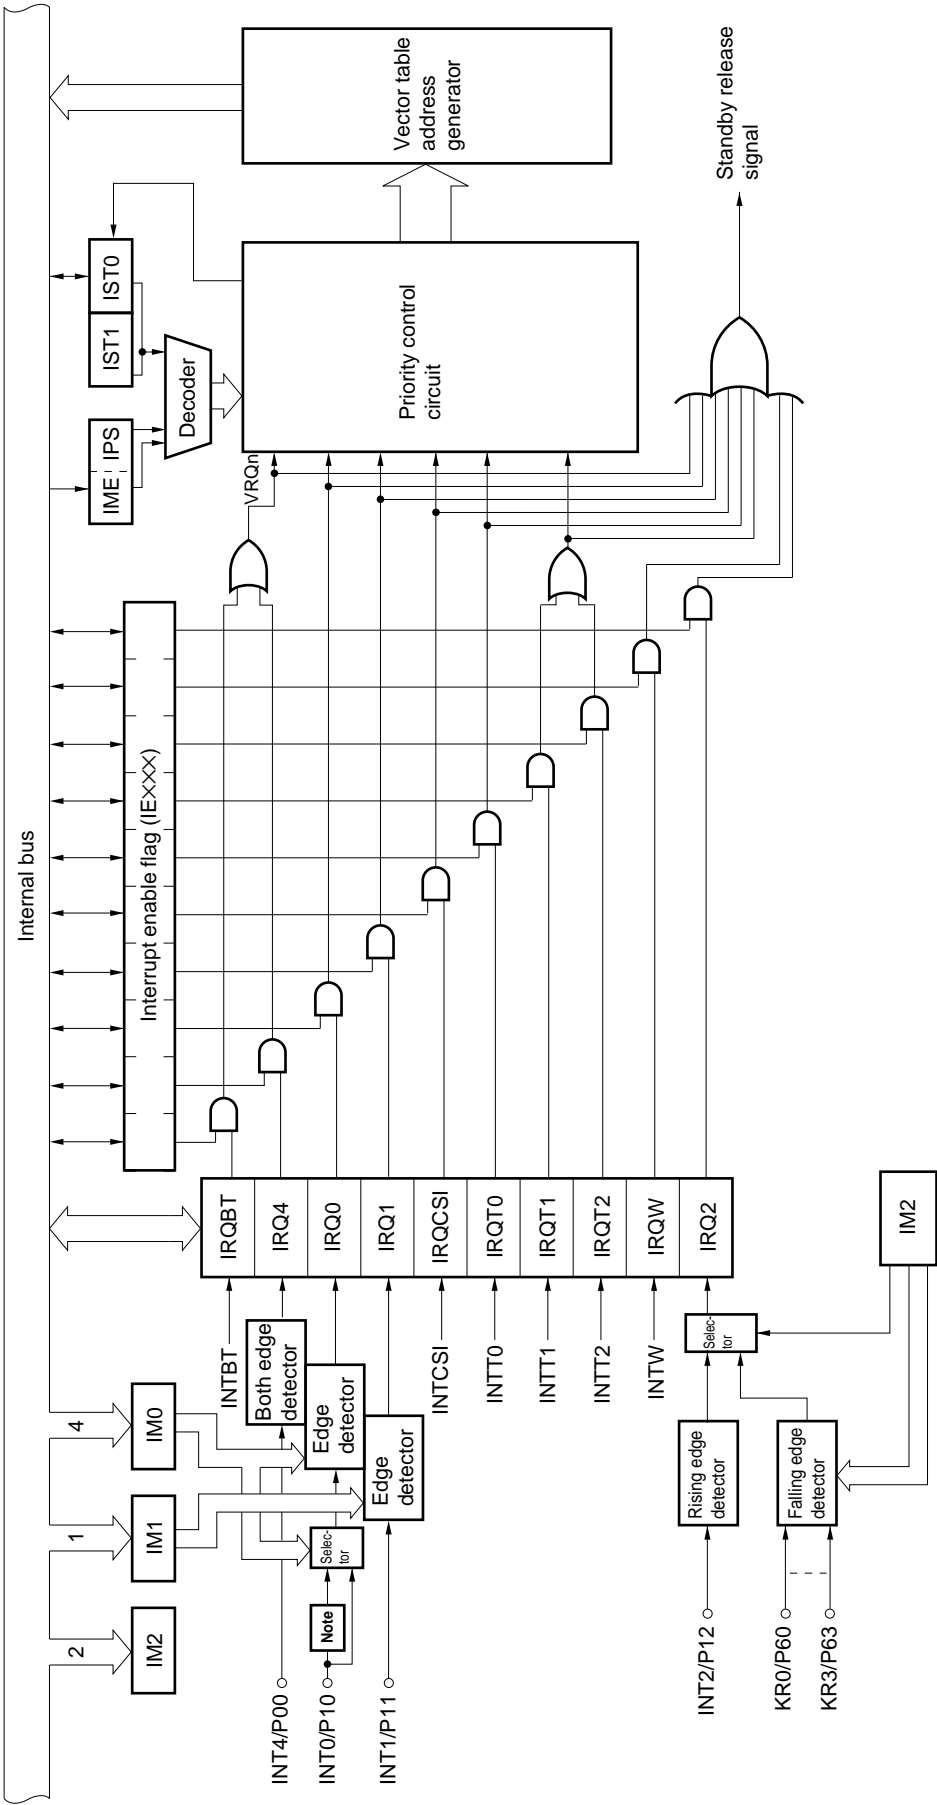 Internal bus
2
1
4
IM2
IM1
IM0
Interrupt enable flag (IE×××)
IME
IPS
IST1
IST0
Decoder
VRQn
INTBT
INT4/P00
Both edge
detector
INT0/P10
Note
Selec-
tor
Edge
detector
INT1/P11
Edge
detector
INTCSI
INTT0
INTT1
INTT2
INTW
INT2/P12
Rising edge
detector
Selec-
tor
KR0/P60
KR3/P63
Falling edge
detector
IM2
IRQBT
IRQ4
IRQ0
IRQ1
IRQCSI
IRQT0
IRQT1
IRQT2
IRQW
IRQ2
Priority control
circuit
Vector table
address
generator
Standby release
signal